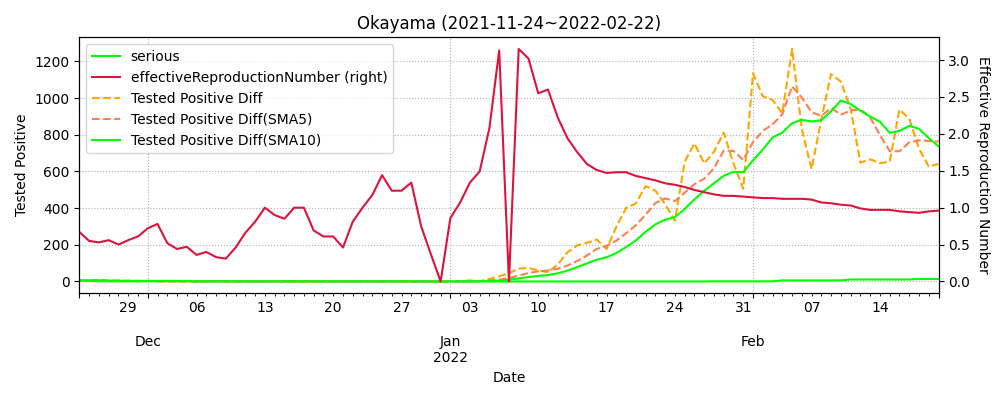 Okayama (2021-11-24~2022-02-22)
serious
effectiveReproductionNumber (right)
Tested Positive Diff
Tested Positive Diff(SMA5)
Tested Positive Diff(SMA10)
Tested Positive
1200
1000
800
600
400
200
0
Effective Reproduction Number
3.0
2.5
2.0
1.5
1.0
0.5
0.0
29 06 13 20 27 03 10 17 24 31 07 14
Dec Jan Feb
2022
Date